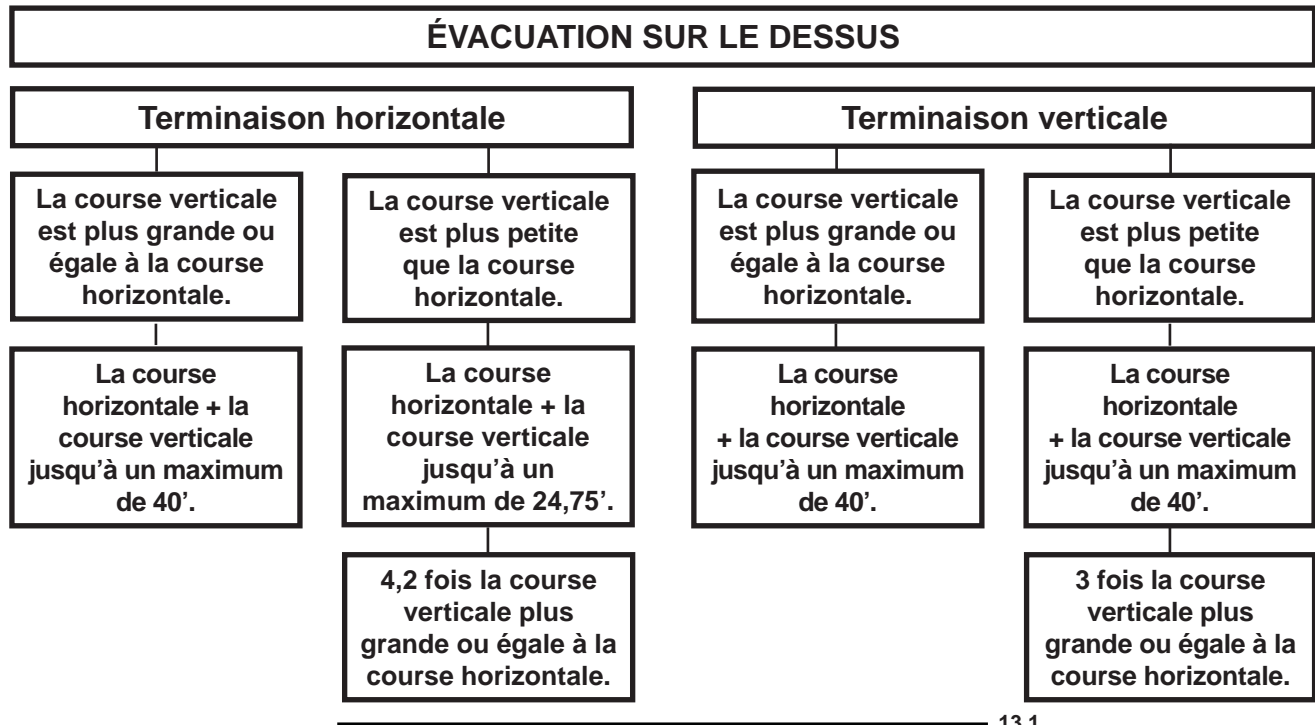 ÉVACUATION SUR LE DESSUS
Terminaison horizontale
La course verticale
est plus grande ou
égale à la course
horizontale.
La course
horizontale + la
course verticale
jusqu’à un maximum
de 40’.
La course verticale
est plus petite
que la course
horizontale.
La course
horizontale + la
course verticale
jusqu’à un
maximum de 24,75’.
4,2 fois la course
verticale plus
grande ou égale à la
course horizontale.
Terminaison verticale
La course verticale
est plus grande ou
égale à la course
horizontale.
La course
horizontale
+ la course verticale
jusqu’à un maximum
de 40’.
La course verticale
est plus petite
que la course
horizontale.
La course
horizontale
+ la course verticale
jusqu’à un maximum
de 40’.
3 fois la course
verticale plus
grande ou égale à la
course horizontale.
13.1